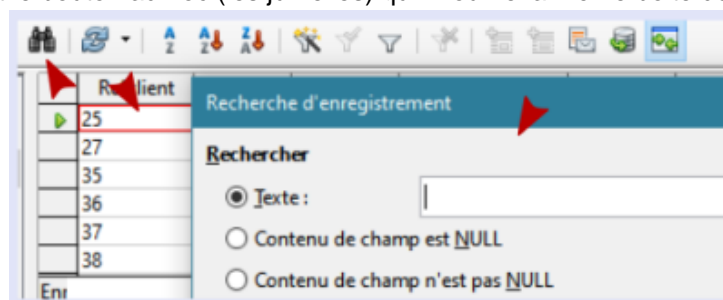 Recherche d'enregistrement
25
27
35
36
37
38
Rechercher
Texte :
Contenu de champ est NULL
Contenu de champ n'est pas NULL